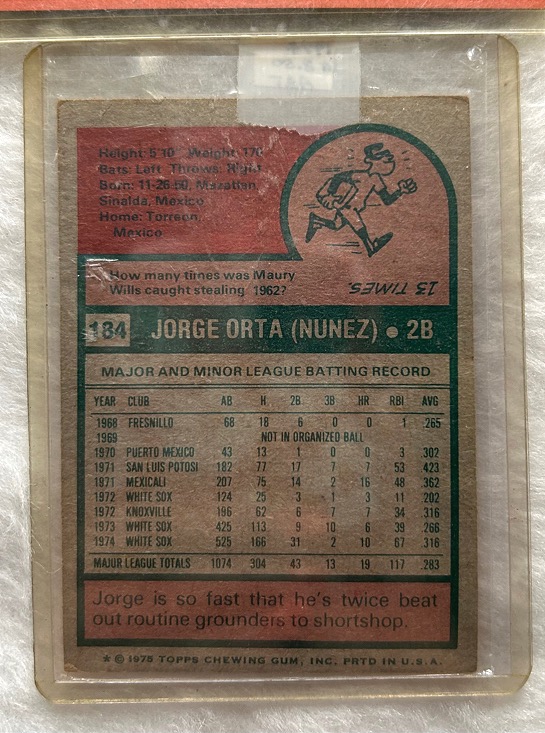 Height: 5'10" Weight: 170
Bats: Left Throws: Right
Born: 11-26-50, Mazatlan,
Sinalda, Mexico
Home: Torreon,
Mexico
How many times was Maury
Wills caught stealing 1962?
13 TIMES.
184 JORGE ORTA (NUNEZ) • 2B
MAJOR AND MINOR LEAGUE BATTING RECORD
YEAR CLUB AB H 2B 3B HR RBI AVG
1968 FRESNILLO 68 18 6 0 0 1 .265
1969 NOT IN ORGANIZED BALL
1970 PUERTO MEXICO 43 13 1 0 0 3 .302
1971 SAN LUIS POTOSI 182 77 17 7 7 53 .423
1971 MEXICALI 207 75 14 2 16 48 .362
1972 WHITE SOX 124 25 3 1 3 11 .202
1972 KNOXVILLE 196 62 6 7 7 34 .316
1973 WHITE SOX 425 113 9 10 6 39 .266
1974 WHITE SOX 525 166 31 2 10 67 .316
MAJOR LEAGUE TOTALS 1074 304 43 13 19 117 .283
Jorge is so fast that he's twice beat
out routine grounders to shortshop.
* © 1975 TOPPS CHEWING GUM, INC. PRTD IN U.S.A.